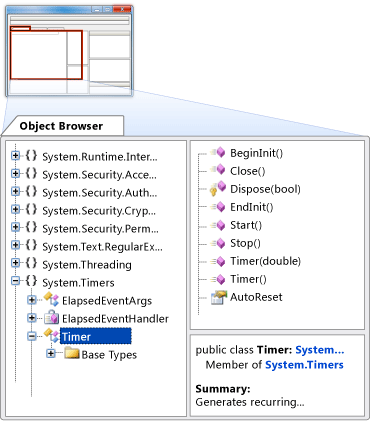 Object Browser
System.Runtime.Inter...
System.Security.Acce...
System.Security.Auth...
System.Security.Cryp...
System.Security.Perm...
System.Text.RegularEx...
System.Threading
System.Timers
ElapsedEventArgs
ElapsedEventHandler
Timer
Base Types
BeginInit()
Close()
Dispose(bool)
EndInit()
Start()
Stop()
Timer(double)
Timer()
AutoReset
public class Timer: System...
Member of System.Timers
Summary:
Generates recurring...